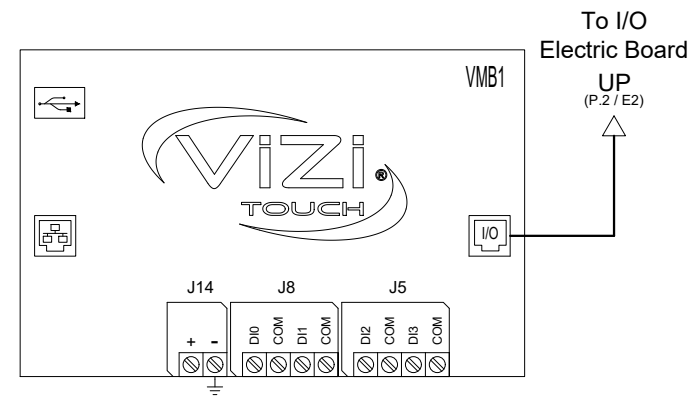 To I/O
Electric Board
UP
(P.2 / E2)
VMB1
ViZi®
TOUCH
I/O
J14
J8
J5
+ -
DI0 COM DI1 COM
DI2 COM DI3 COM